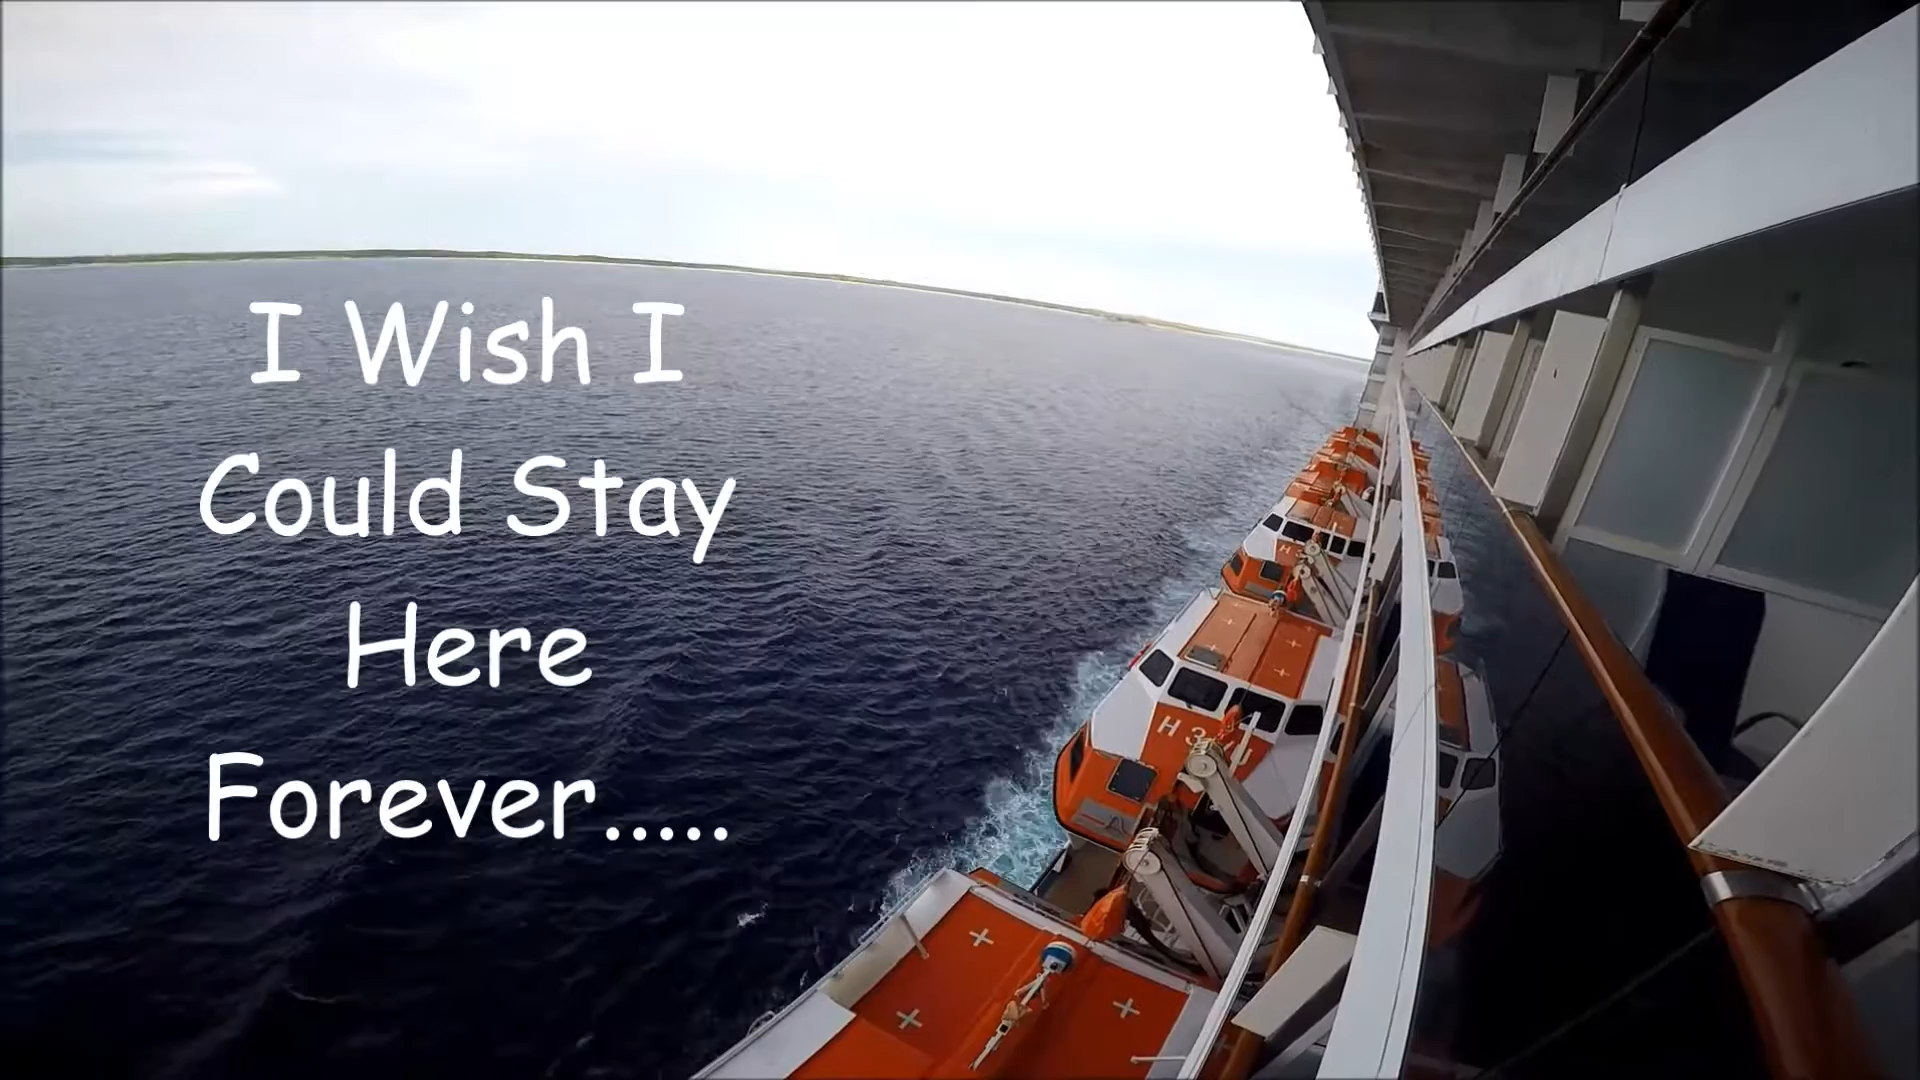 I Wish I
Could Stay
Here
Forever.....